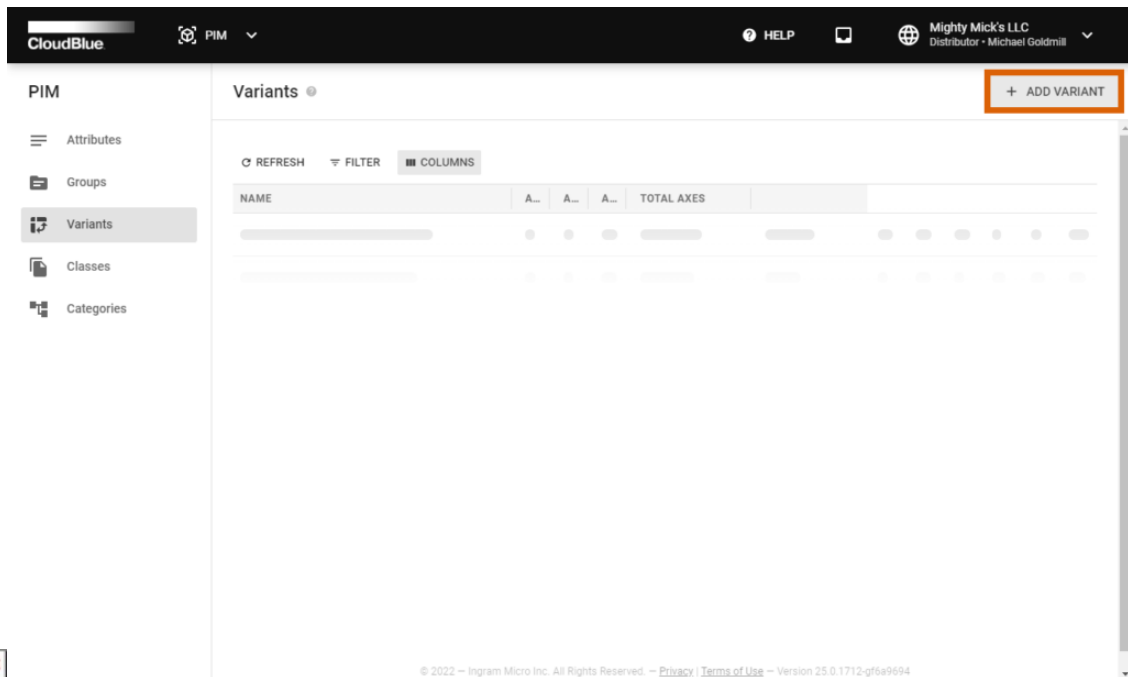 CloudBlue
PIM
HELP
Mighty Mick's LLC
Distributor • Michael Goldmill
PIM
Variants
+ ADD VARIANT
Attributes
Groups
Variants
Classes
Categories
REFRESH
FILTER
COLUMNS
NAME
A...
A...
A...
TOTAL AXES
© 2022 — Ingram Micro Inc. All Rights Reserved. — Privacy | Terms of Use — Version 25.0.1712-gf6a9694